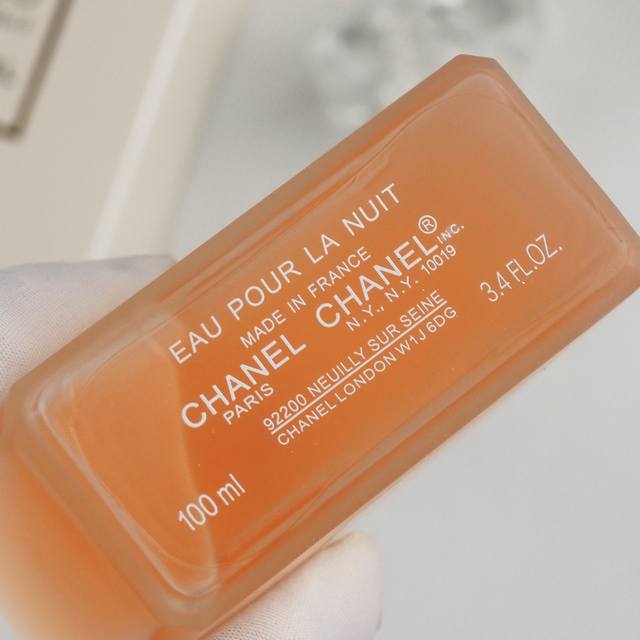 EAU POUR LA NUIT
MADE IN FRANCE
CHANEL CHANEL® INC.
PARIS N.Y., N.Y. 10019
92200 NEUILLY SUR SEINE
CHANEL LONDON W1J 6DG
100 ml 3.4 FL.OZ.